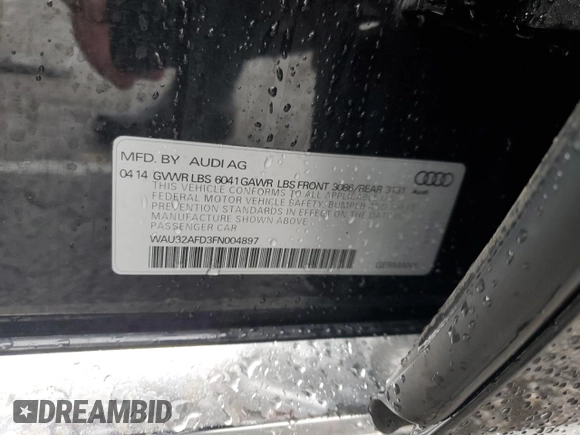 MFD. BY AUDI AG
04 14 GVWR LBS 6041 GAWR LBS FRONT 3086/REAR 3131
THIS VEHICLE CONFORMS TO ALL APPLICABLE
FEDERAL MOTOR VEHICLE SAFETY, BUMPER
PREVENTION STANDARDS IN EFFECT ON THE DATE
MANUFACTURE SHOWN ABOVE.
PASSENGER CAR
WAU32AFD3FN004897
GERMANY
Audi
DREAMBID